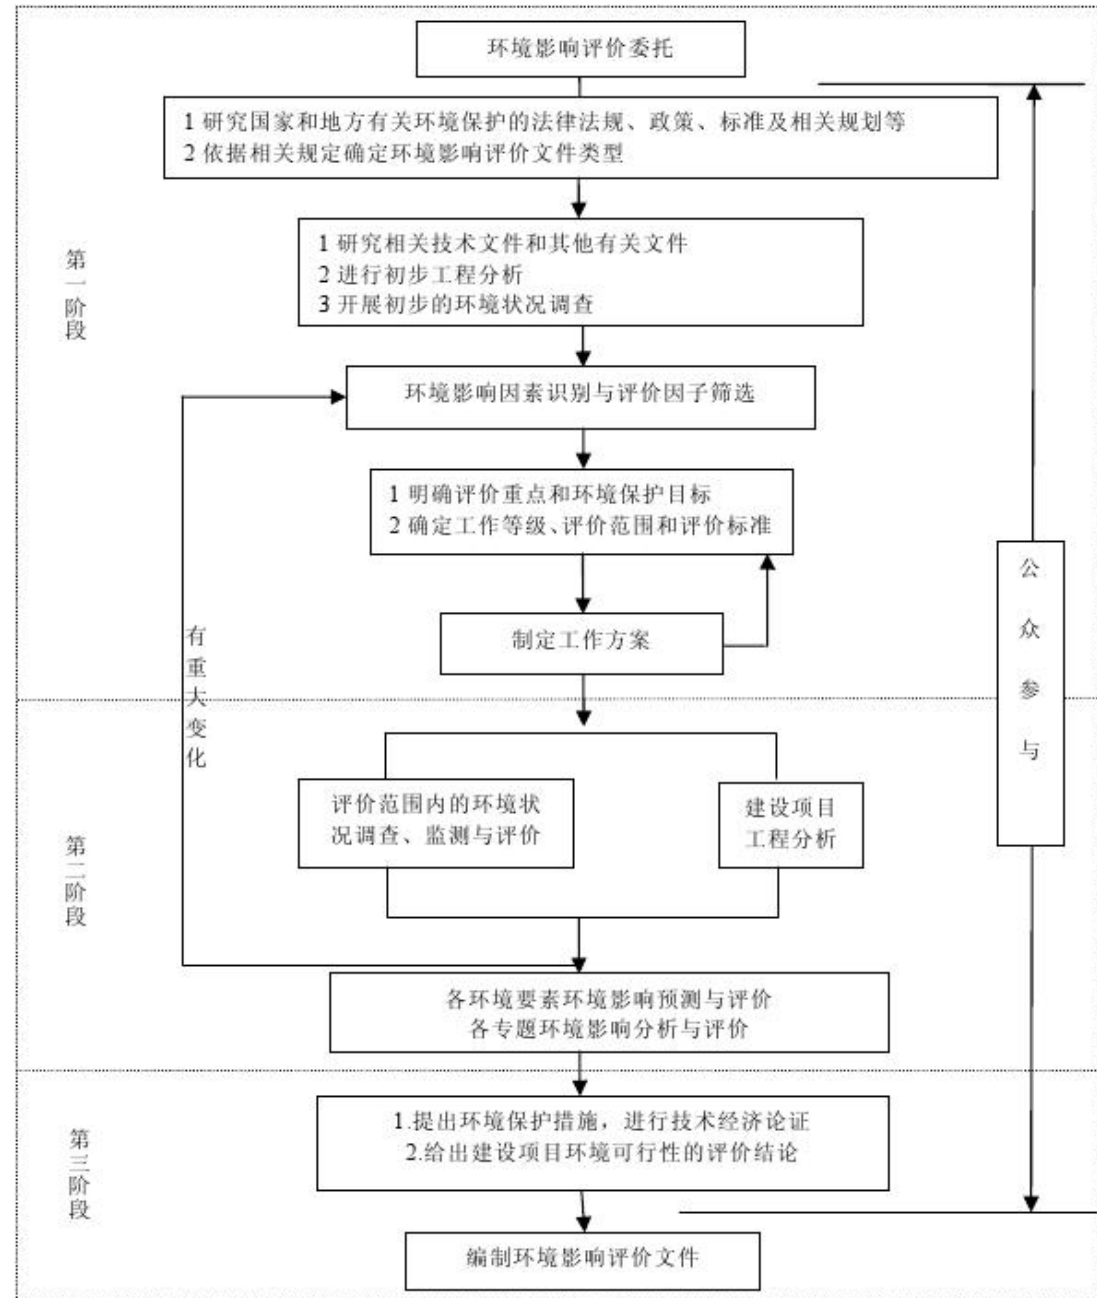 环境影响评价委托
1 研究国家和地方有关环境保护的法律法规、政策、标准及相关规划等
2 依据相关规定确定环境影响评价文件类型
第一阶段
1 研究相关技术文件和其他有关文件
2 进行初步工程分析
3 开展初步的环境状况调查
环境影响因素识别与评价因子筛选
1 明确评价重点和环境保护目标
2 确定工作等级、评价范围和评价标准
公众参与
制定工作方案
有重大变化
第二阶段
评价范围内的环境状
况调查、监测与评价
建设项目
工程分析
各环境要素环境影响预测与评价
各专题环境影响分析与评价
第三阶段
1.提出环境保护措施，进行技术经济论证
2.给出建设项目环境可行性的评价结论
编制环境影响评价文件